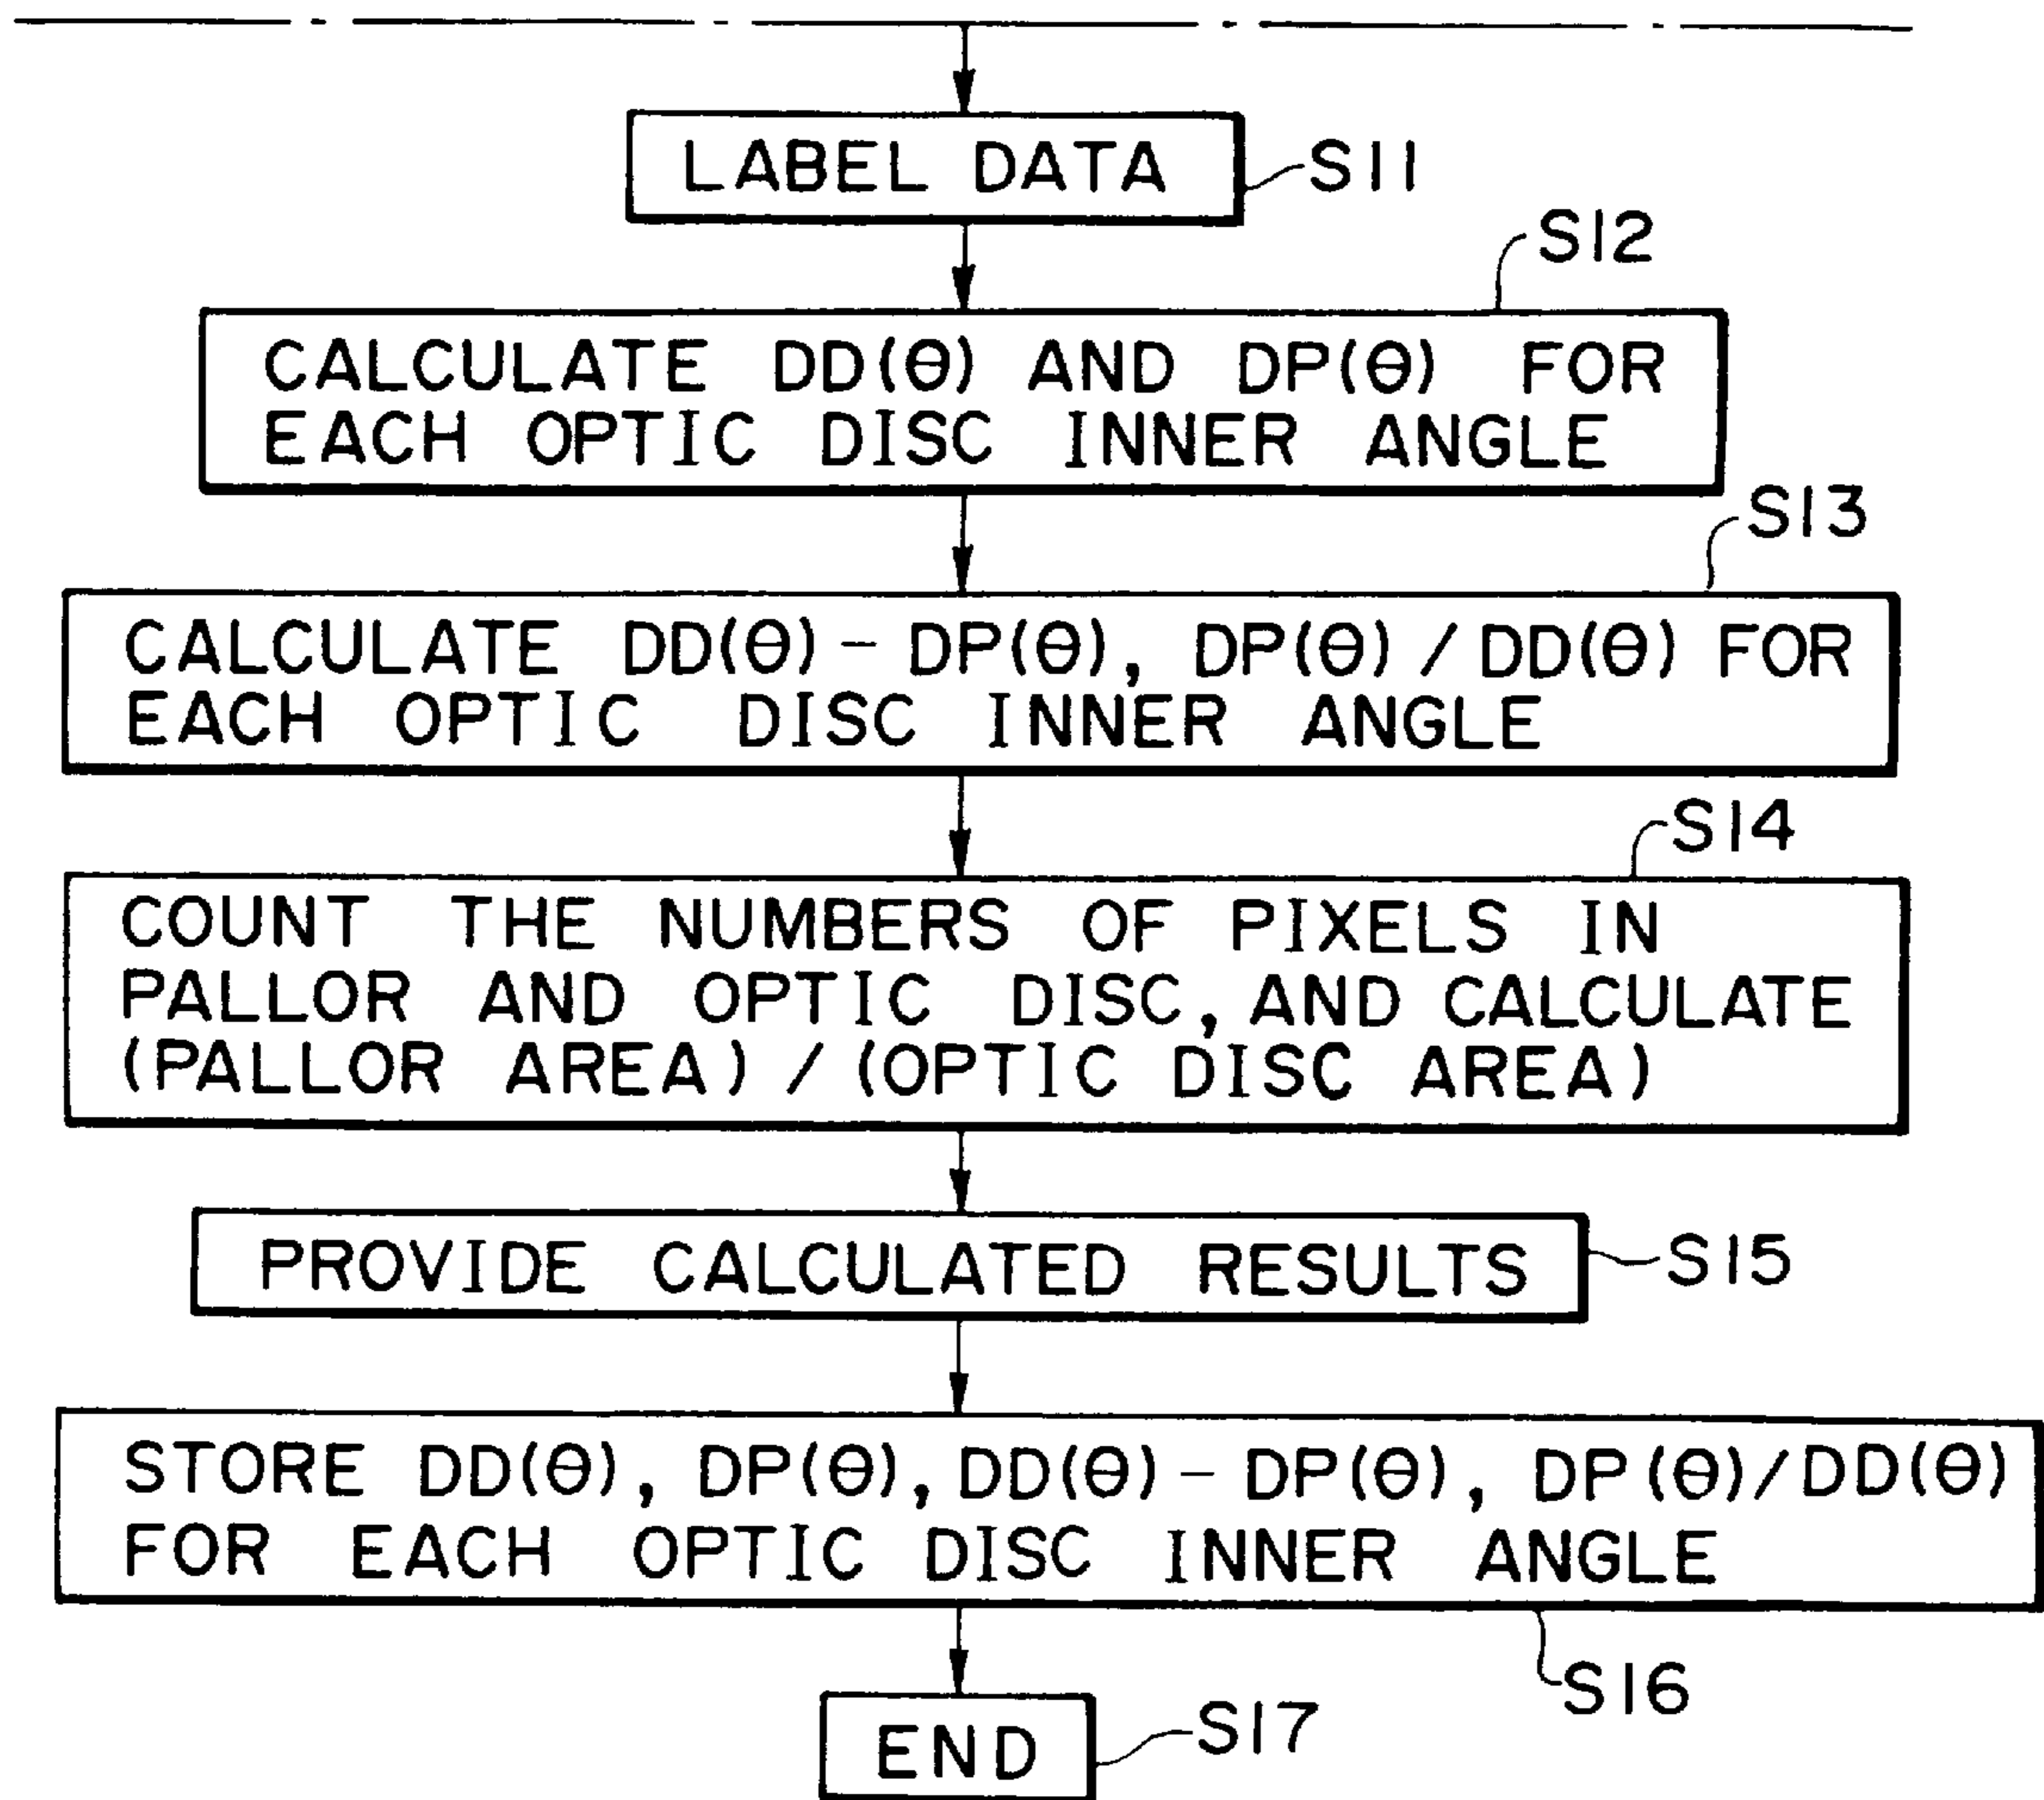 LABEL DATA
S11
S12
CALCULATE DD(Θ) AND DP(Θ) FOR
EACH OPTIC DISC INNER ANGLE
S13
CALCULATE DD(Θ) - DP(Θ), DP(Θ) / DD(Θ) FOR
EACH OPTIC DISC INNER ANGLE
S14
COUNT THE NUMBERS OF PIXELS IN
PALLOR AND OPTIC DISC, AND CALCULATE
(PALLOR AREA) / (OPTIC DISC AREA)
PROVIDE CALCULATED RESULTS
S15
STORE DD(Θ), DP(Θ), DD(Θ) - DP(Θ), DP(Θ)/DD(Θ)
FOR EACH OPTIC DISC INNER ANGLE
S16
END
S17